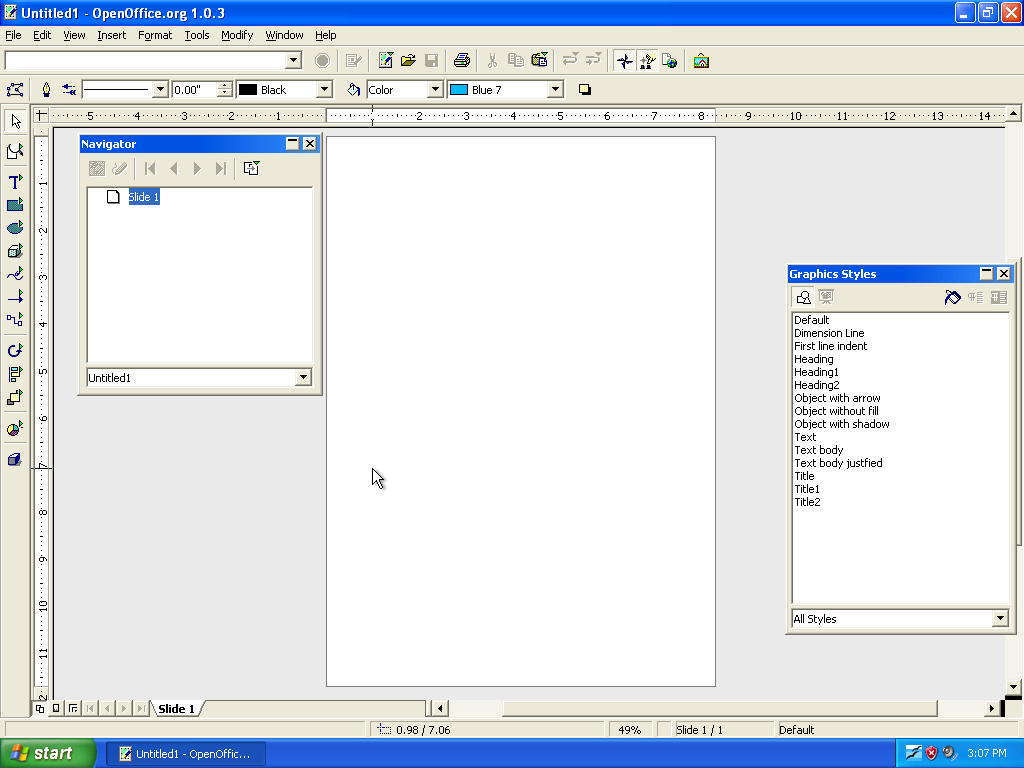 Untitled1 - OpenOffice.org 1.0.3
File Edit View Insert Format Tools Modify Window Help
0.00" Black Color Blue 7
5 4 3 2 1 1 2 3 4 5 6 7 8 9 10 11 12 13 14
Navigator
Slide 1
Untitled1
1
2
3
4
5
6
7
8
9
10
11
Graphics Styles
Default
Dimension Line
First line indent
Heading
Heading1
Heading2
Object with arrow
Object without fill
Object with shadow
Text
Text body
Text body justfied
Title
Title1
Title2
All Styles
Slide 1
0.98 / 7.06 49% Slide 1 / 1 Default
start Untitled1 - OpenOffic... 3:07 PM